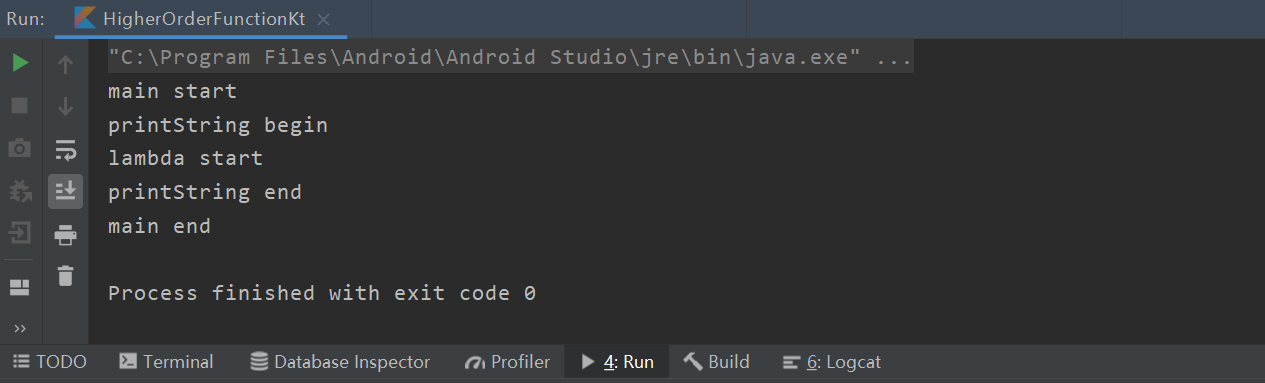 Run: HigherOrderFunctionKt ×
"C:\Program Files\Android\Android Studio\jre\bin\java.exe" ...
main start
printString begin
lambda start
printString end
main end
Process finished with exit code 0
TODO Terminal Database Inspector Profiler 4: Run Build 6: Logcat